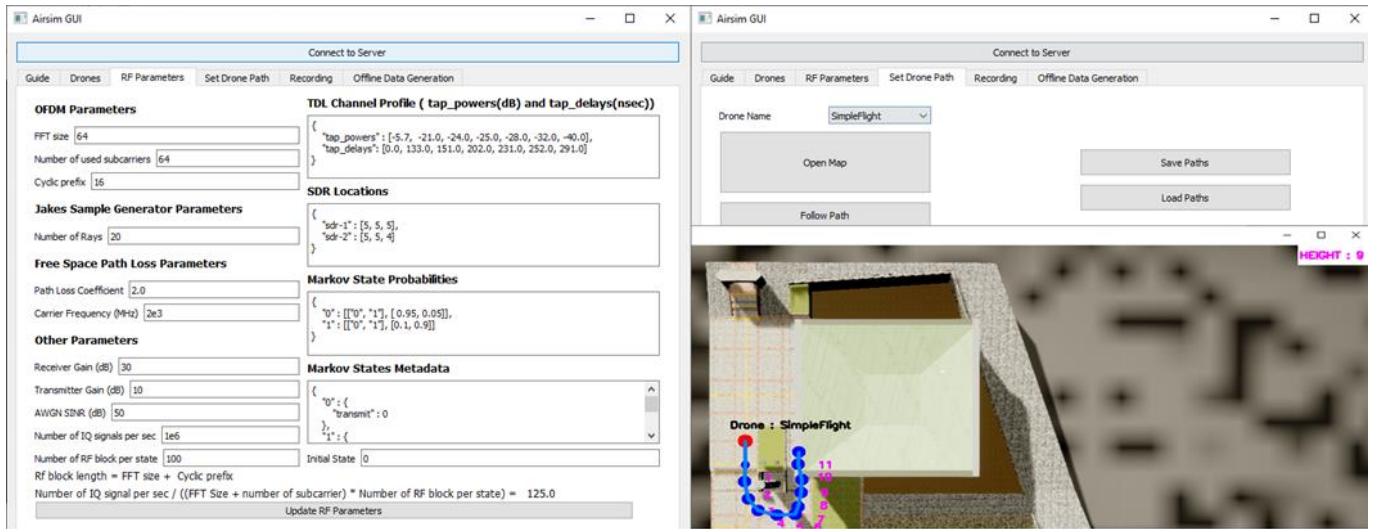 Airsim GUI
Connect to Server
Guide Drones RF Parameters Set Drone Path Recording Offline Data Generation
OFDM Parameters
FFT size 64
Number of used subcarriers 64
Cyclic prefix 16
Jakes Sample Generator Parameters
Number of Rays 20
Free Space Path Loss Parameters
Path Loss Coefficient 2.0
Carrier Frequency (MHz) 2e3
Other Parameters
Receiver Gain (dB) 30
Transmitter Gain (dB) 10
AWGN SINR (dB) 50
Number of IQ signals per sec 1e6
Number of RF block per state 100
TDL Channel Profile ( tap_powers(dB) and tap_delays(nsec))
{
"tap_powers" : [-5.7, -21.0, -24.0, -25.0, -28.0, -32.0, -40.0],
"tap_delays": [0.0, 133.0, 151.0, 202.0, 231.0, 252.0, 291.0]
}
SDR Locations
{
"sdr-1" : [5, 5, 5],
"sdr-2" : [5, 5, 4]
}
Markov State Probabilities
{
"0" : [["0", "1"], [ 0.95, 0.05]],
"1" : [["0", "1"], [0.1, 0.9]]
}
Markov States Metadata
{
"0" : {
"transmit" : 0
},
"1" : {
Initial State 0
Rf block length = FFT size + Cyclic prefix
Number of IQ signal per sec / ((FFT Size + number of subcarrier) * Number of RF block per state) = 125.0
Update RF Parameters
Airsim GUI
Connect to Server
Guide Drones RF Parameters Set Drone Path Recording Offline Data Generation
Drone Name SimpleFlight
Open Map
Follow Path
Save Paths
Load Paths
HEIGHT : 9
Drone : SimpleFlight
11
10
9
8
7
2
4